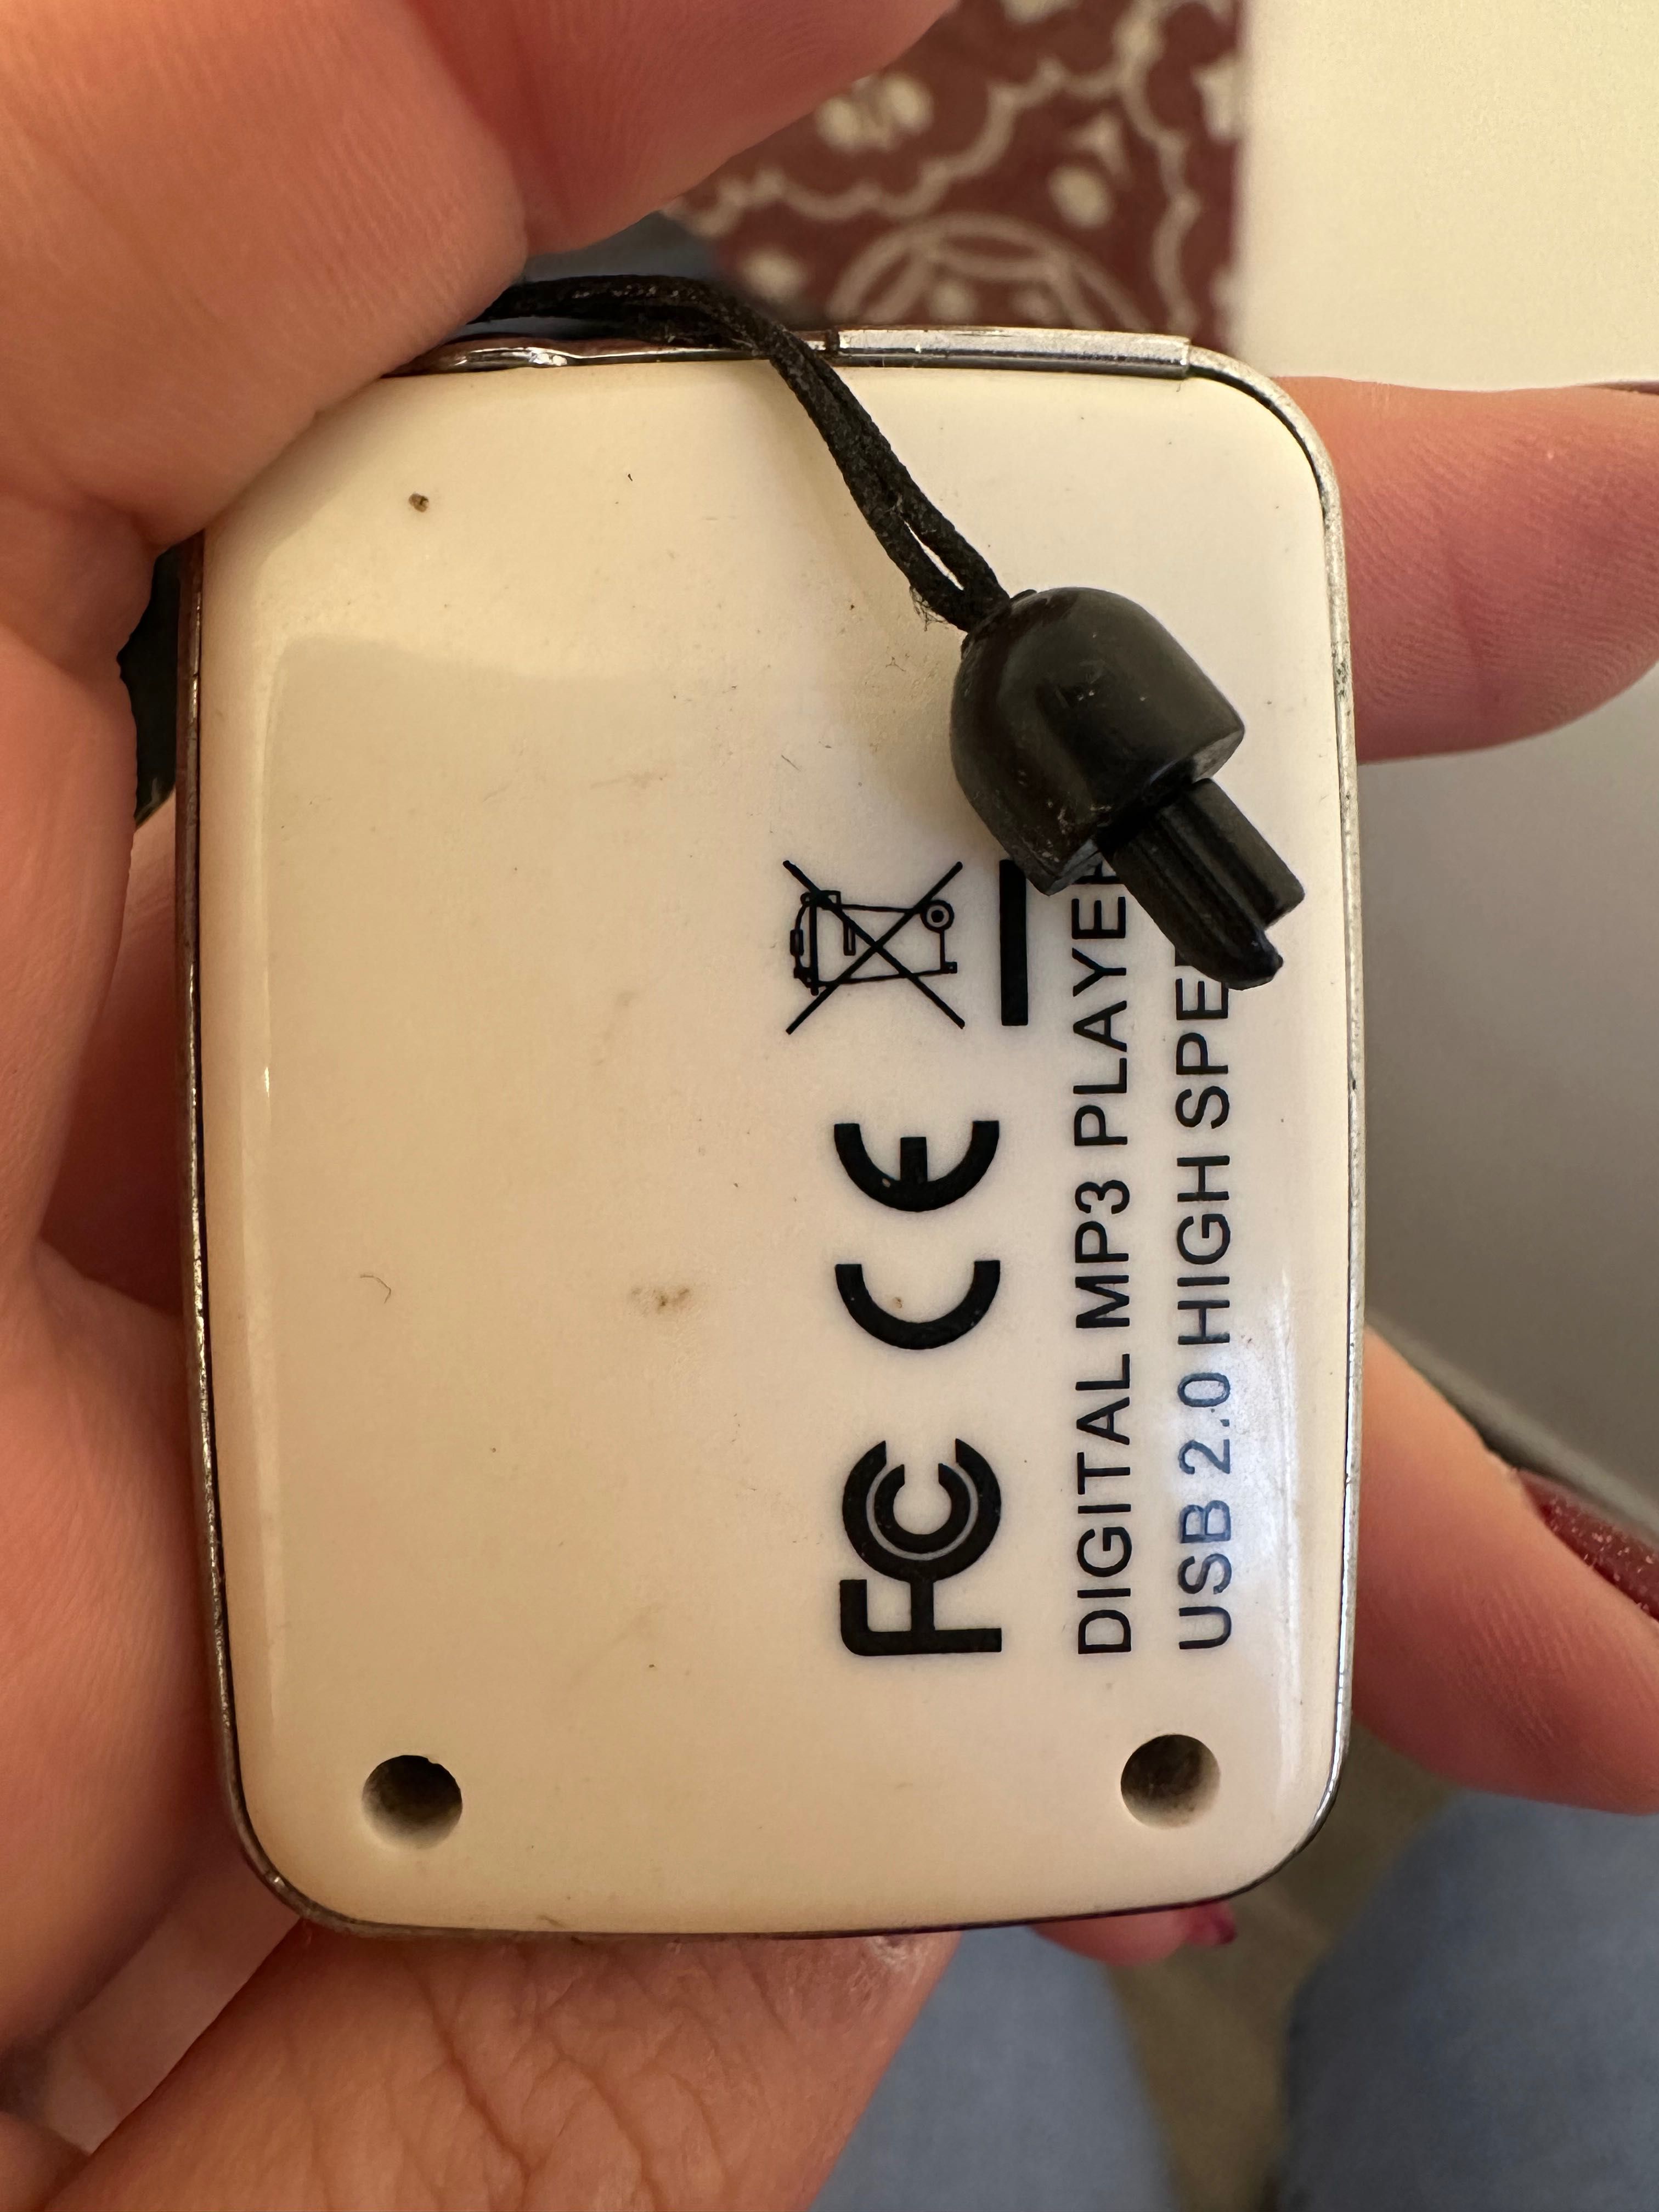 FC CE
DIGITAL MP3 PLAYER
USB 2.0 HIGH